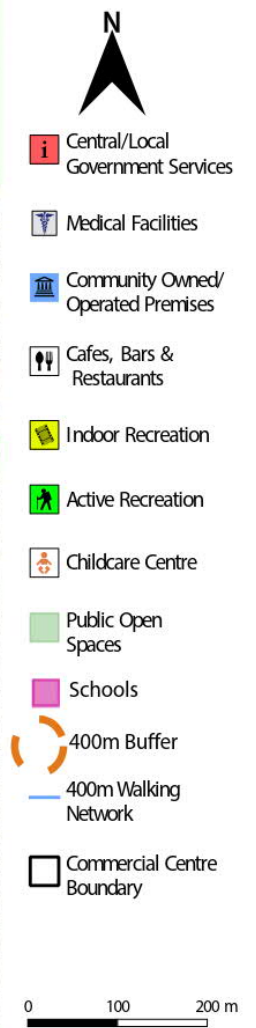 N
i
Central/Local
Government Services
Medical Facilities
Community Owned/
Operated Premises
Cafes, Bars &
Restaurants
Indoor Recreation
Active Recreation
Childcare Centre
Public Open
Spaces
Schools
400m Buffer
400m Walking
Network
Commercial Centre
Boundary
0 100 200 m